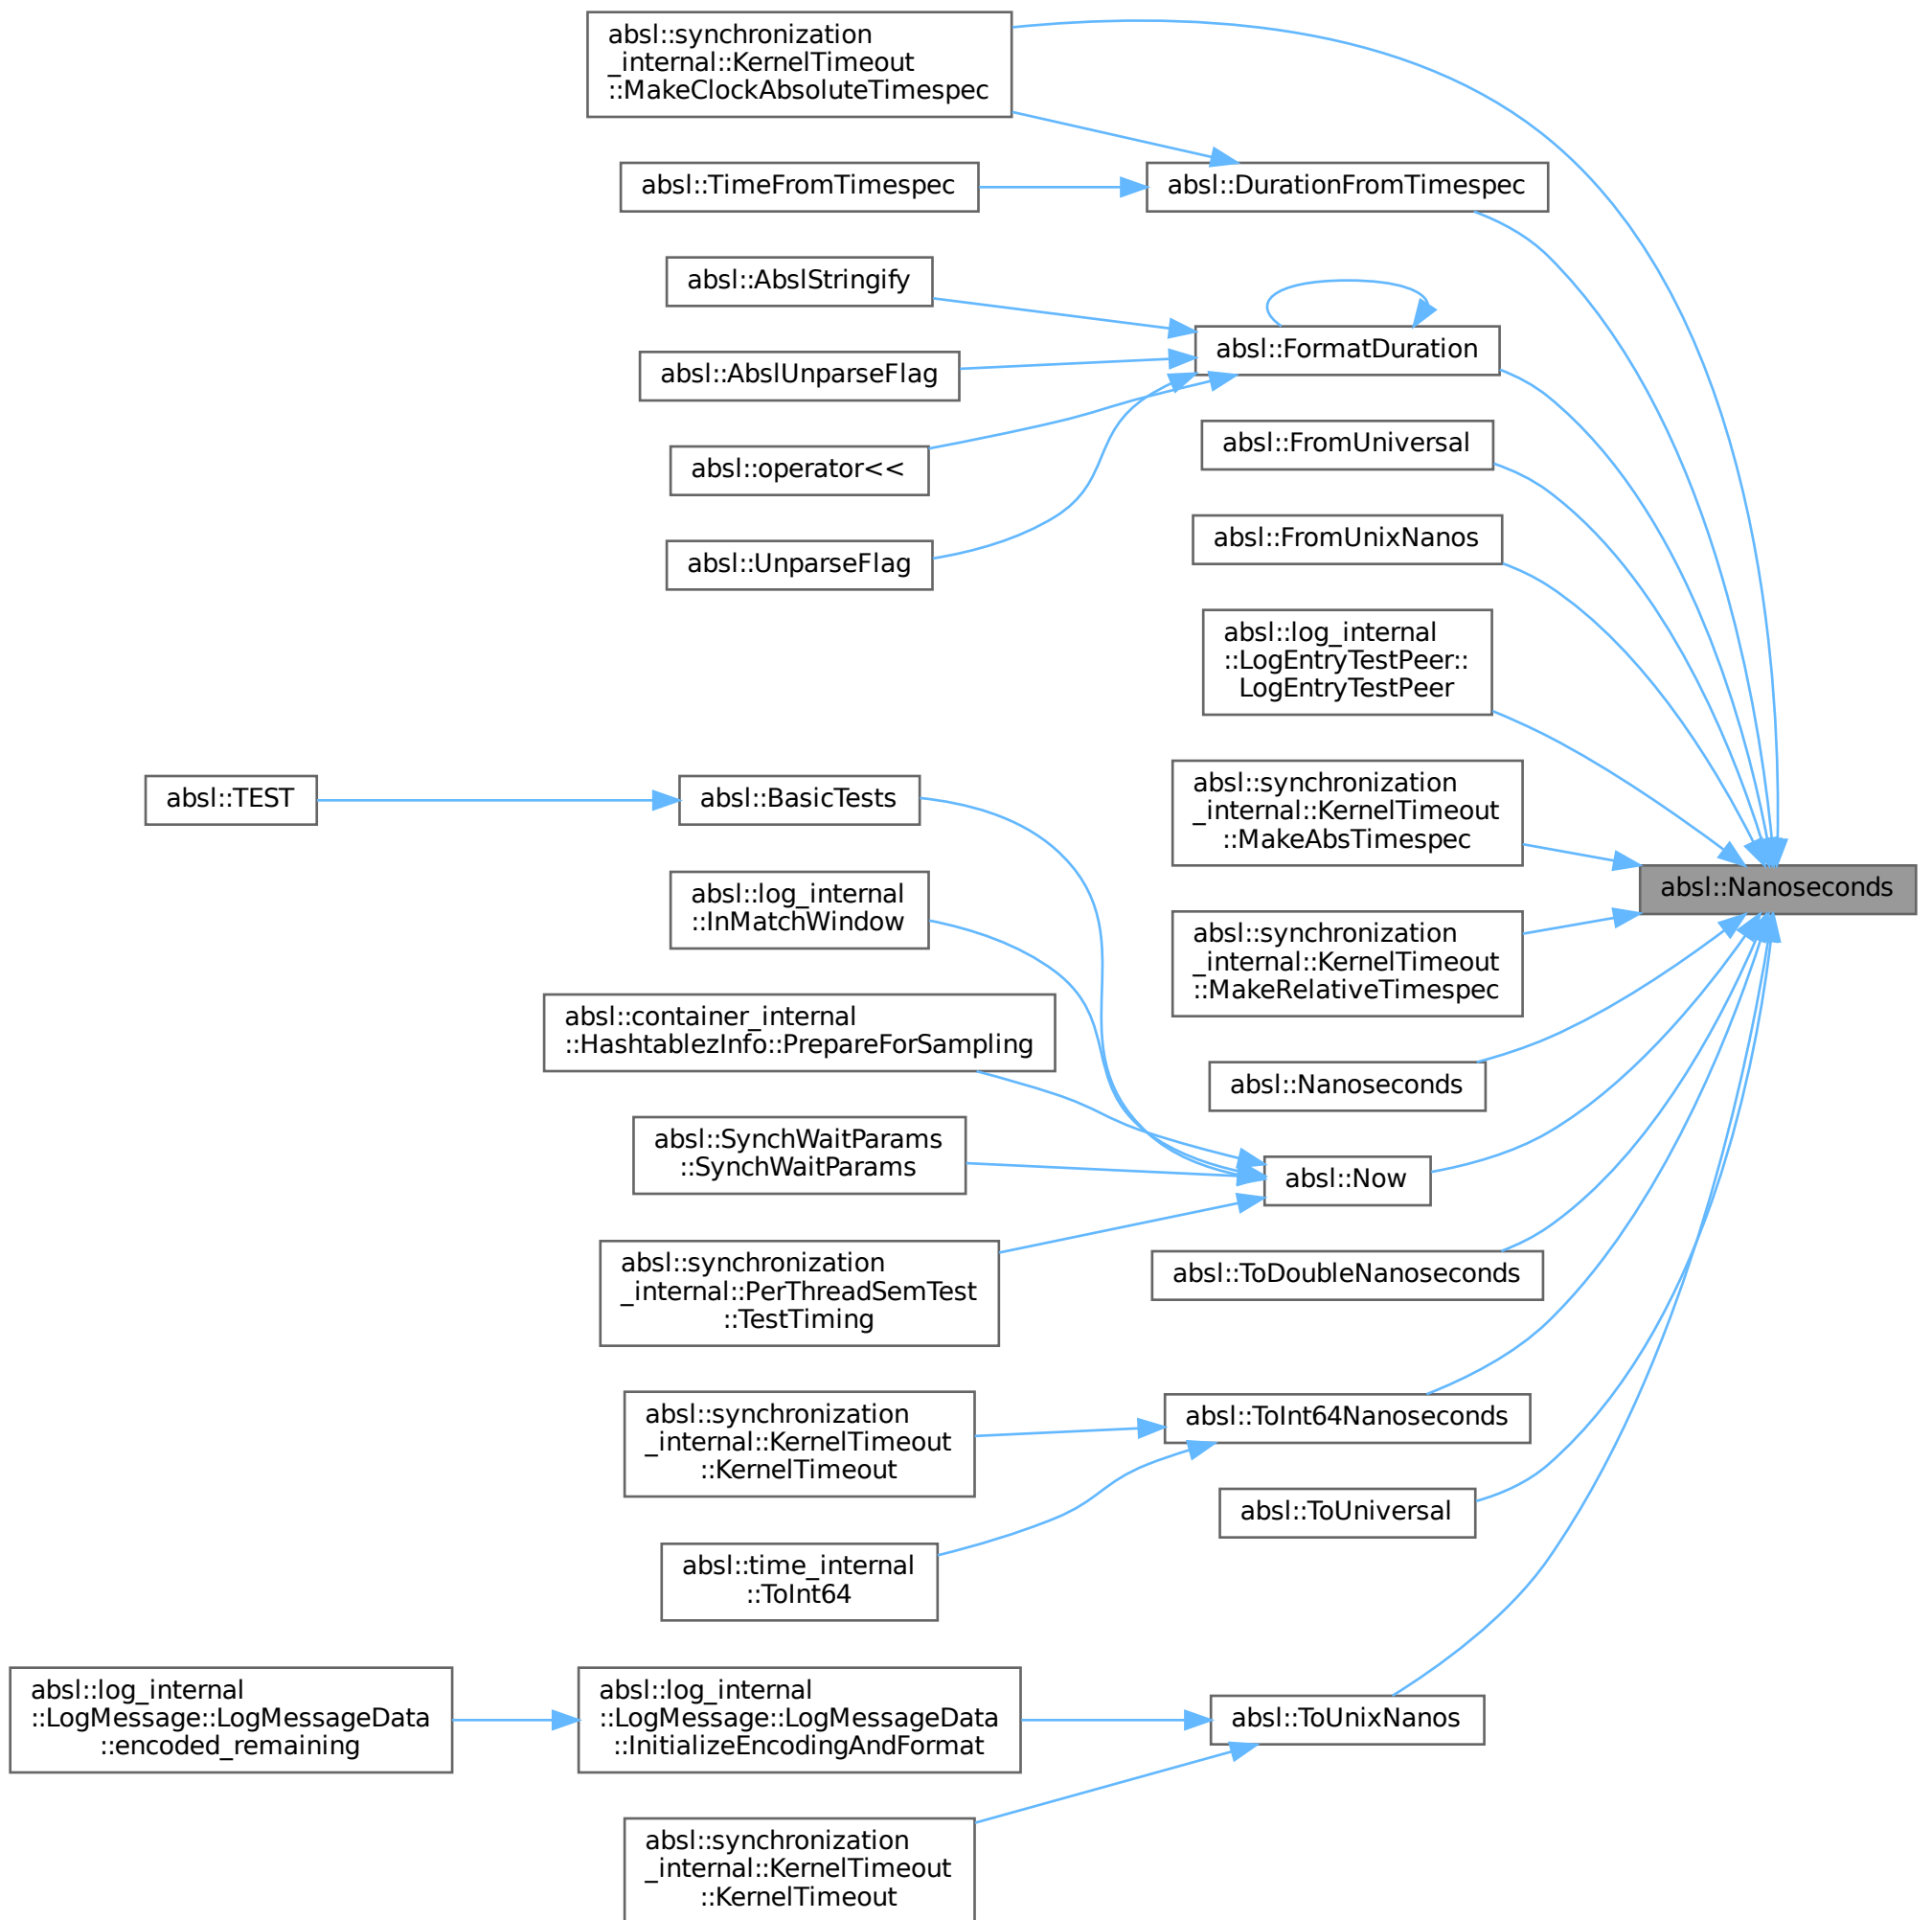 absl::synchronization
_internal::KernelTimeout
::MakeClockAbsoluteTimespec
absl::TimeFromTimespec
absl::DurationFromTimespec
absl::AbslStringify
absl::FormatDuration
absl::AbslUnparseFlag
absl::FromUniversal
absl::operator<<
absl::FromUnixNanos
absl::UnparseFlag
absl::log_internal
::LogEntryTestPeer::
LogEntryTestPeer
absl::TEST
absl::BasicTests
absl::synchronization
_internal::KernelTimeout
::MakeAbsTimespec
absl::Nanoseconds
absl::log_internal
::InMatchWindow
absl::synchronization
_internal::KernelTimeout
::MakeRelativeTimespec
absl::container_internal
::HashtablezInfo::PrepareForSampling
absl::Nanoseconds
absl::SynchWaitParams
::SynchWaitParams
absl::Now
absl::synchronization
_internal::PerThreadSemTest
::TestTiming
absl::ToDoubleNanoseconds
absl::synchronization
_internal::KernelTimeout
::KernelTimeout
absl::ToInt64Nanoseconds
absl::ToUniversal
absl::time_internal
::ToInt64
absl::log_internal
::LogMessage::LogMessageData
::encoded_remaining
absl::log_internal
::LogMessage::LogMessageData
::InitializeEncodingAndFormat
absl::ToUnixNanos
absl::synchronization
_internal::KernelTimeout
::KernelTimeout